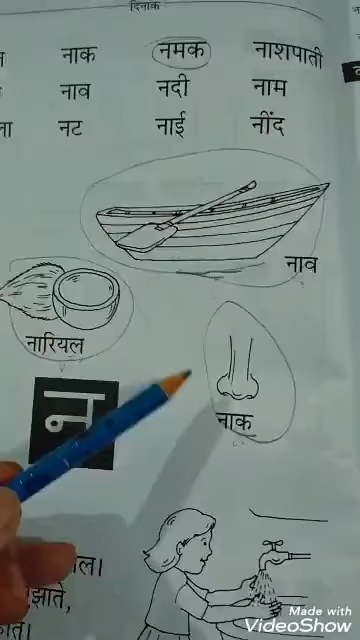 दिनांक
नाक नमक नाशपाती
नाव नदी नाम
नट नाई नींद
नाव
नारियल
नाक
न
Made with
VideoShow